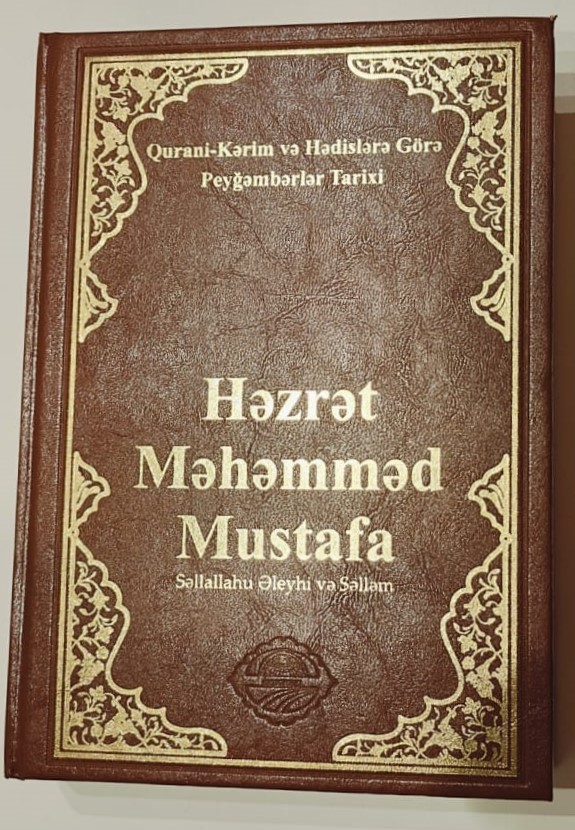 Qurani-Kərim və Hədislərə Görə
Peyğəmbərlər Tarixi
Həzrət
Məhəmməd
Mustafa
Səllallahu Əleyhi və Səlləm